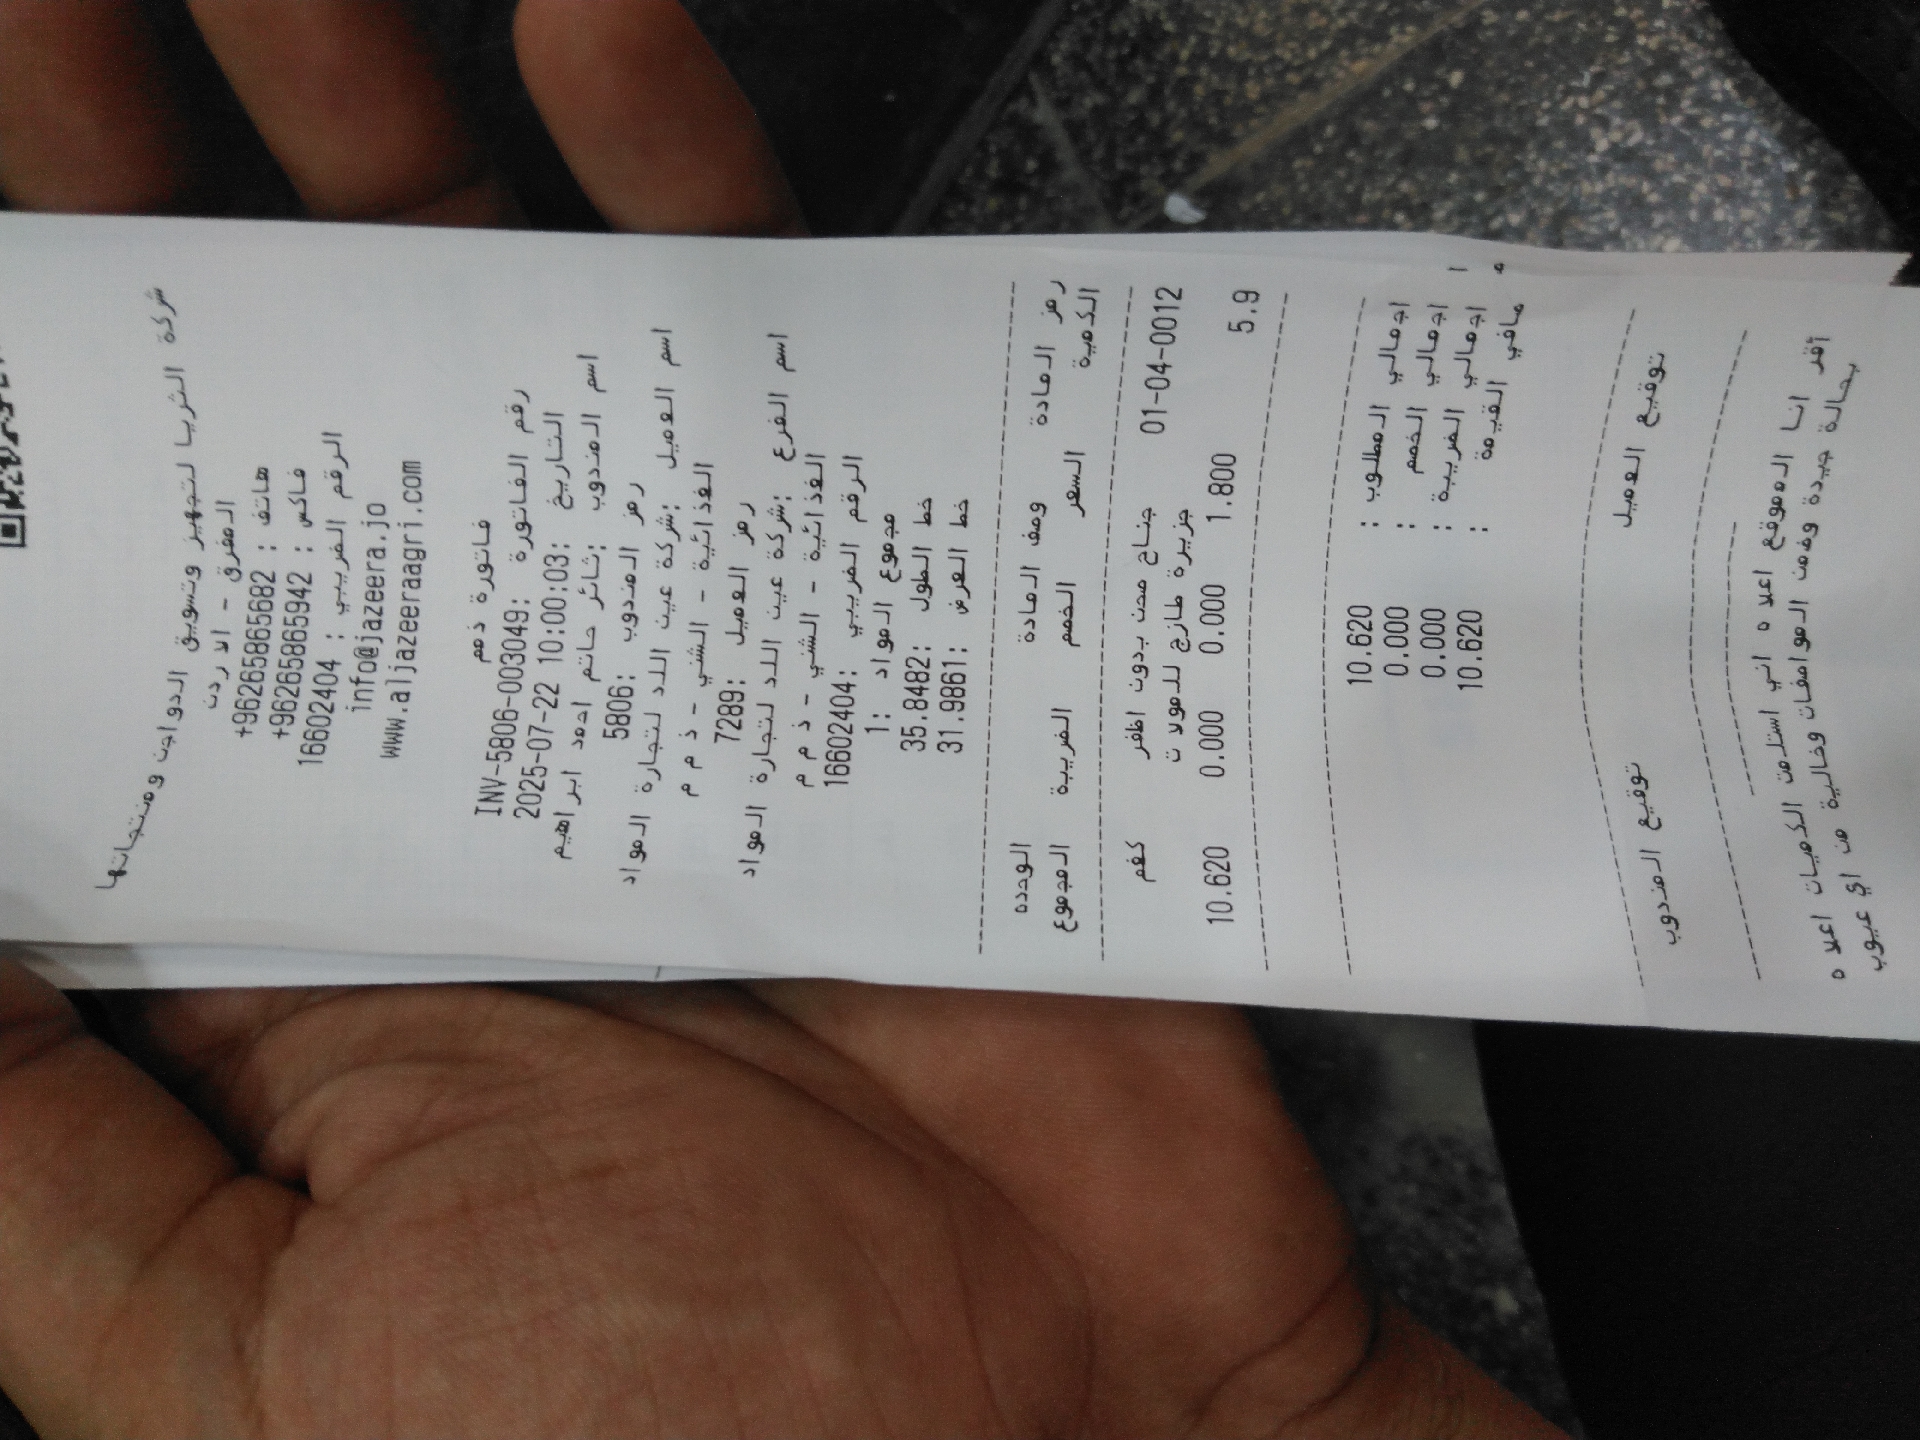 شركة الثريا لتجهيز وتسويق الدواجن ومنتجاتها
المفرق - الاردن
هاتف : +96265865682
فاكس : +96265865942
الرقم الضريبي : 16602404
info@jazeera.jo
www.aljazeeraagri.com
فاتورة ذمم
رقم الفاتورة :INV-5806-003049
التاريخ :2025-07-22 10:00:03
اسم المندوب :ثائر حاتم احمد ابراهيم
رمز المندوب :5806
اسم العميل :شركة عين اللد لتجارة المواد
الغذائية - الشني - ذ م م
رمز العميل :7289
اسم الفرع :شركة عين اللد لتجارة المواد
الغذائية - الشني - ذ م م
الرقم الضريبي :16602404
مجموع المواد :1
خط الطول :35.8482
خط العرض :31.9861
رمز المادة وصف المادة الوحده
الكمية السعر الخصم الضريبة المجموع
01-04-0012 جناح صحن بدون اظفر كغم
جزيرة طازج للمولات
5.9 1.800 0.000 0.000 10.620
اجمالي المطلوب : 10.620
اجمالي الخصم : 0.000
اجمالي الضريبة : 0.000
صافي القيمة : 10.620
توقيع العميل توقيع المندوب
أقر انا الموقع اعلاه اني استلمت الكميات اعلاه
بحالة جيدة وضمن المواصفات وخالية من اي عيوب